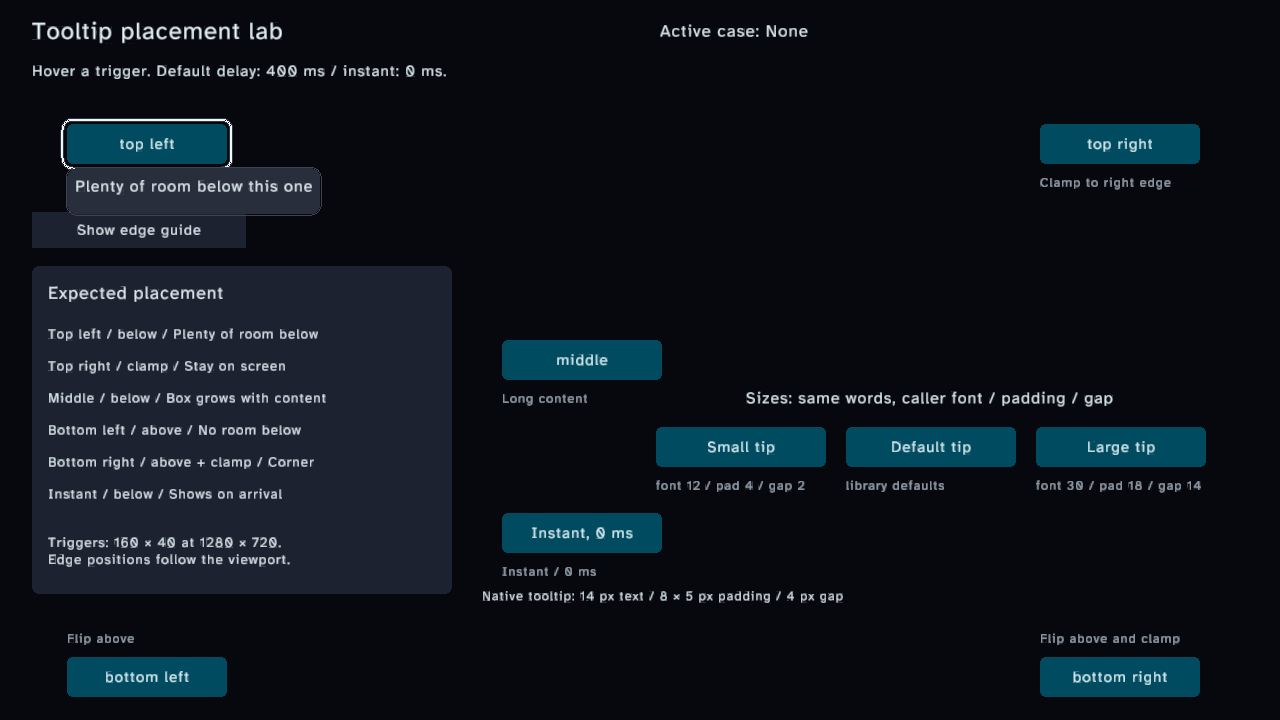 Tooltip placement lab
Active case: None
Hover a trigger. Default delay: 400 ms / instant: 0 ms.
top left
top right
Plenty of room below this one
Clamp to right edge
Show edge guide
Expected placement
Top left / below / Plenty of room below
Top right / clamp / Stay on screen
Middle / below / Box grows with content
Bottom left / above / No room below
Bottom right / above + clamp / Corner
Instant / below / Shows on arrival
Triggers: 160 × 40 at 1280 × 720.
Edge positions follow the viewport.
middle
Long content
Sizes: same words, caller font / padding / gap
Small tip
Default tip
Large tip
font 12 / pad 4 / gap 2
library defaults
font 30 / pad 18 / gap 14
Instant, 0 ms
Instant / 0 ms
Native tooltip: 14 px text / 8 × 5 px padding / 4 px gap
Flip above
Flip above and clamp
bottom left
bottom right